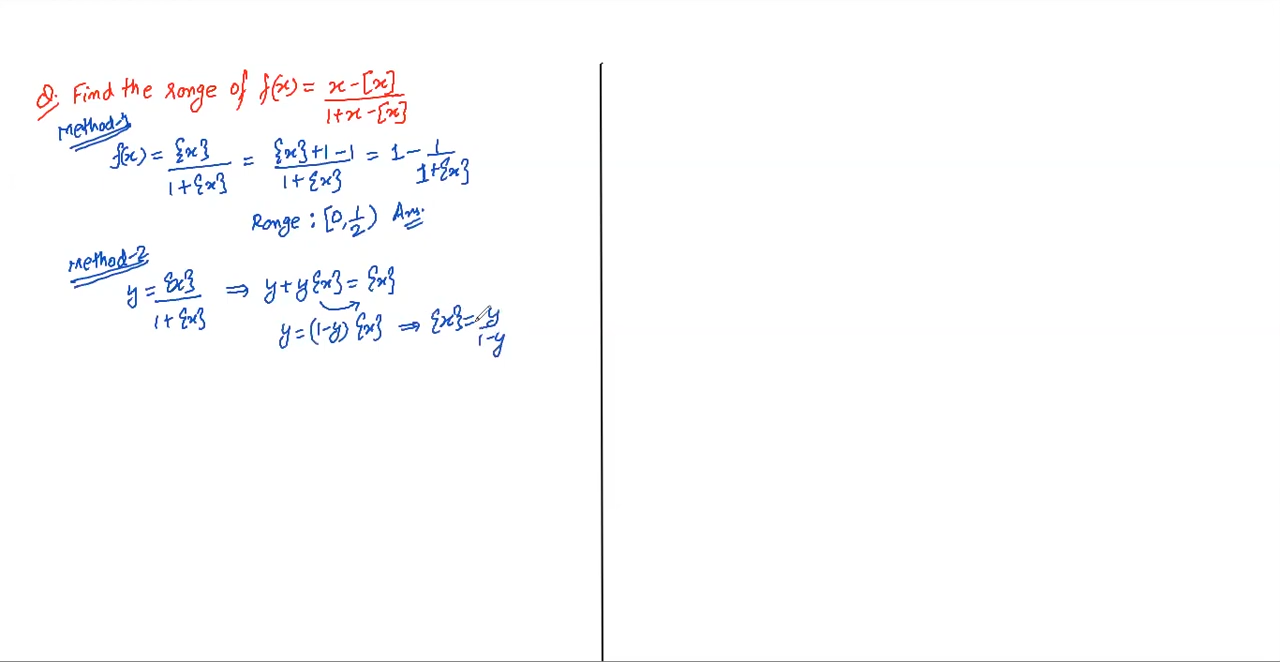 Q. Find the range of f(x) = x-[x] / 1+x-[x]
Method-1
f(x) = {x} / 1+{x} = {x}+1-1 / 1+{x} = 1 - 1 / 1+{x}
Range : [0, 1/2) Ans.
Method-2
y = {x} / 1+{x} ⇒ y+y{x} = {x}
y = (1-y) {x} ⇒ {x} = y / 1-y